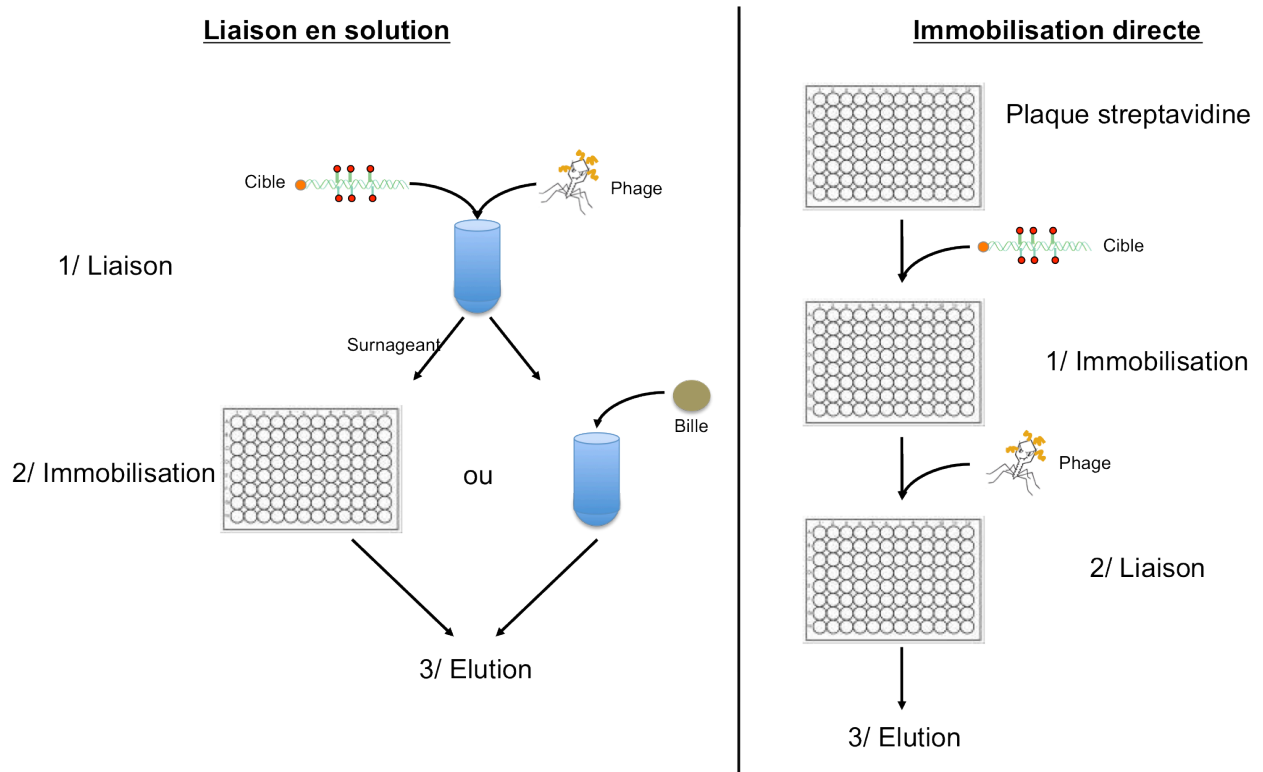 Liaison en solution
Cible
Phage
1/ Liaison
Surnageant
Bille
2/ Immobilisation
ou
3/ Elution
Immobilisation directe
Plaque streptavidine
Cible
1/ Immobilisation
Phage
2/ Liaison
3/ Elution